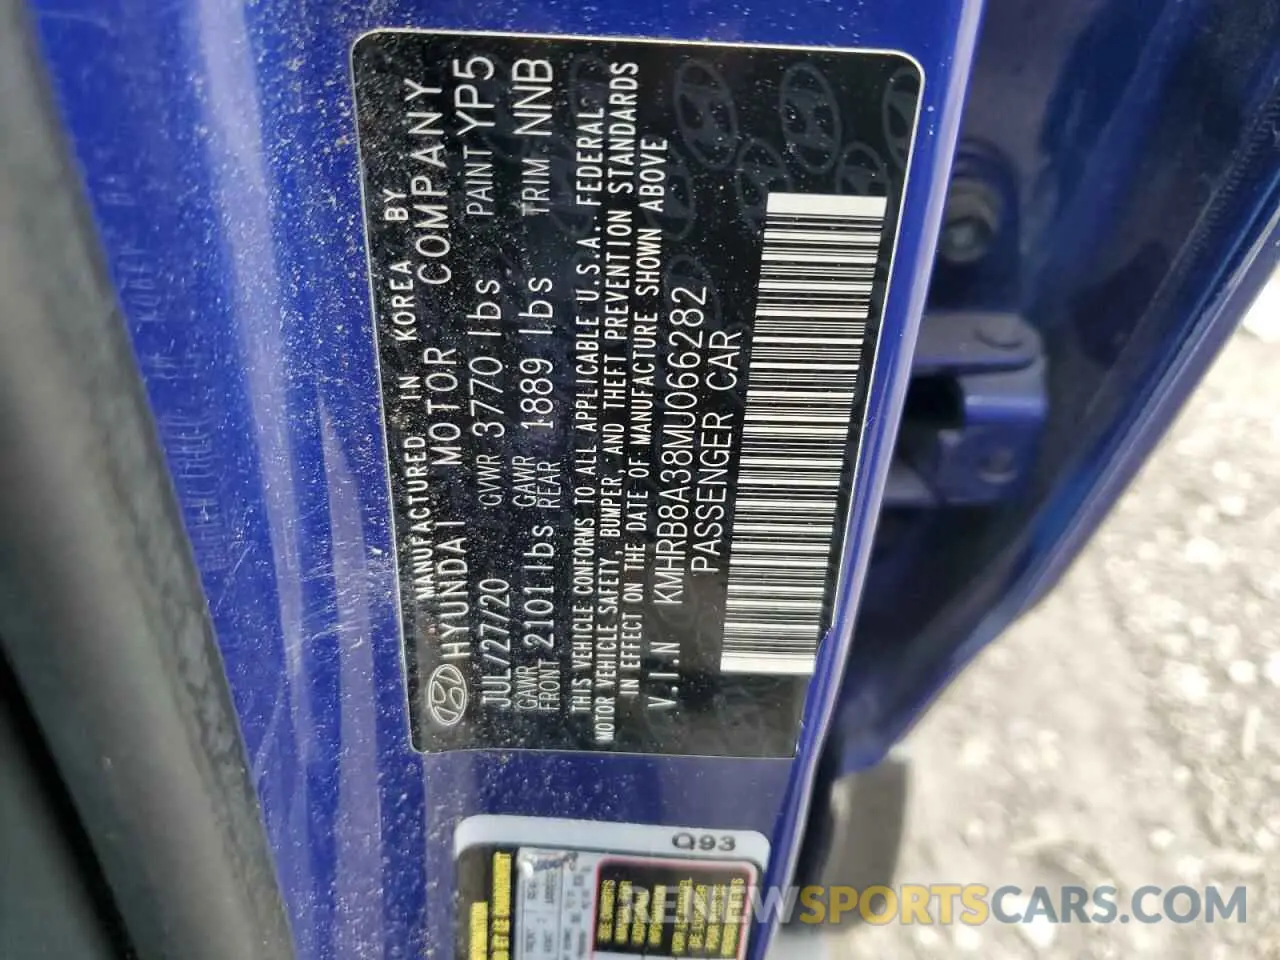 MANUFACTURED IN KOREA BY
HYUNDAI MOTOR COMPANY
JUL/27/20 GVWR 3770 lbs PAINT YP5
GAWR FRONT 2101 lbs GAWR REAR 1889 lbs TRIM NNB
THIS VEHICLE CONFORMS TO ALL APPLICABLE U.S.A. FEDERAL
MOTOR VEHICLE SAFETY, BUMPER, AND THEFT PREVENTION STANDARDS
IN EFFECT ON THE DATE OF MANUFACTURE SHOWN ABOVE
V.I.N KMHRB8A38MU066282
PASSENGER CAR
Q93
SEE OWNERS
RENEWSPORTSCARS.COM